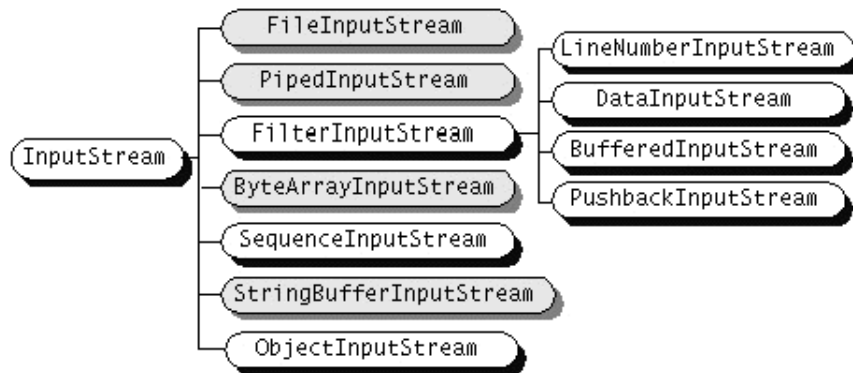 InputStream
FileInputStream
PipedInputStream
FilterInputStream
ByteArrayInputStream
SequenceInputStream
StringBufferInputStream
ObjectInputStream
LineNumberInputStream
DataInputStream
BufferedInputStream
PushbackInputStream